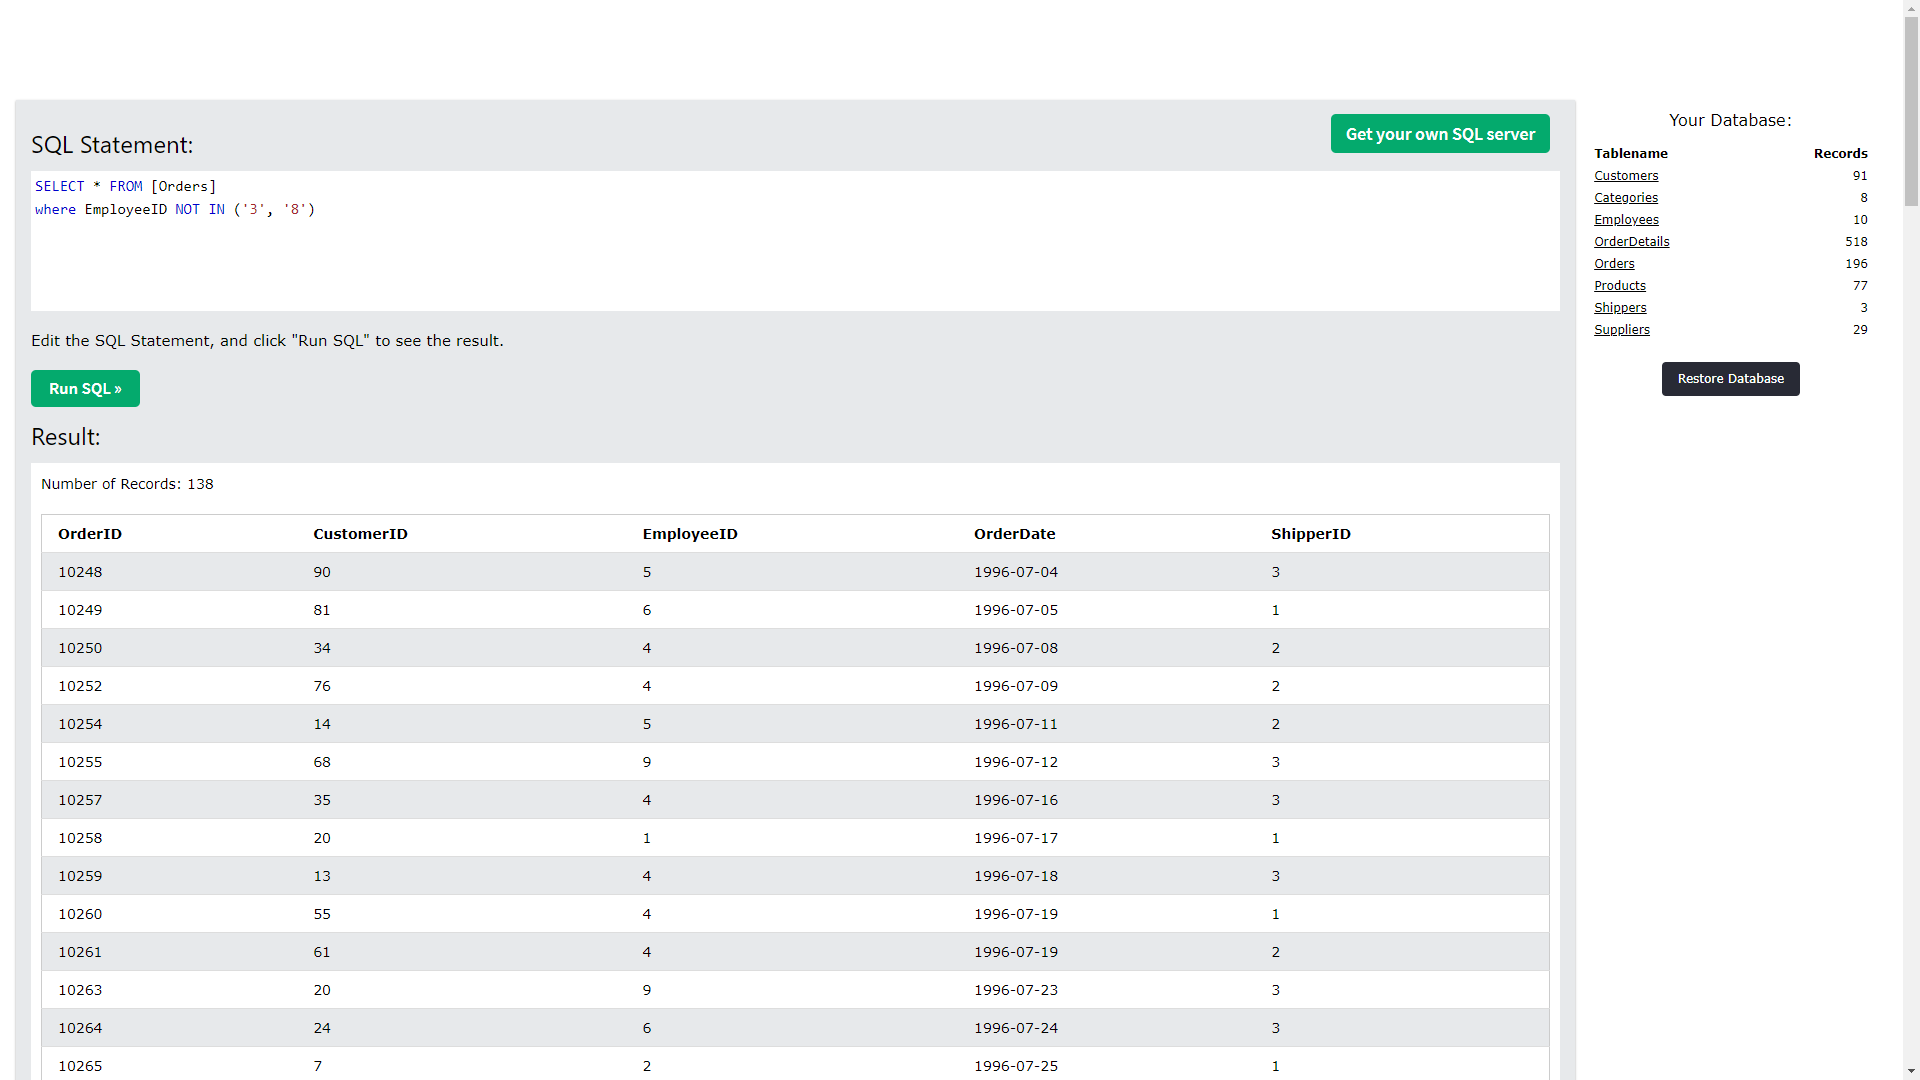 Get your own SQL server
SQL Statement:
SELECT * FROM [Orders]
where EmployeeID NOT IN ('3', '8')
Edit the SQL Statement, and click "Run SQL" to see the result.
Run SQL »
Result:
Number of Records: 138
OrderID CustomerID EmployeeID OrderDate ShipperID
10248 90 5 1996-07-04 3
10249 81 6 1996-07-05 1
10250 34 4 1996-07-08 2
10252 76 4 1996-07-09 2
10254 14 5 1996-07-11 2
10255 68 9 1996-07-12 3
10257 35 4 1996-07-16 3
10258 20 1 1996-07-17 1
10259 13 4 1996-07-18 3
10260 55 4 1996-07-19 1
10261 61 4 1996-07-19 2
10263 20 9 1996-07-23 3
10264 24 6 1996-07-24 3
10265 7 2 1996-07-25 1
Your Database:
Tablename Records
Customers 91
Categories 8
Employees 10
OrderDetails 518
Orders 196
Products 77
Shippers 3
Suppliers 29
Restore Database